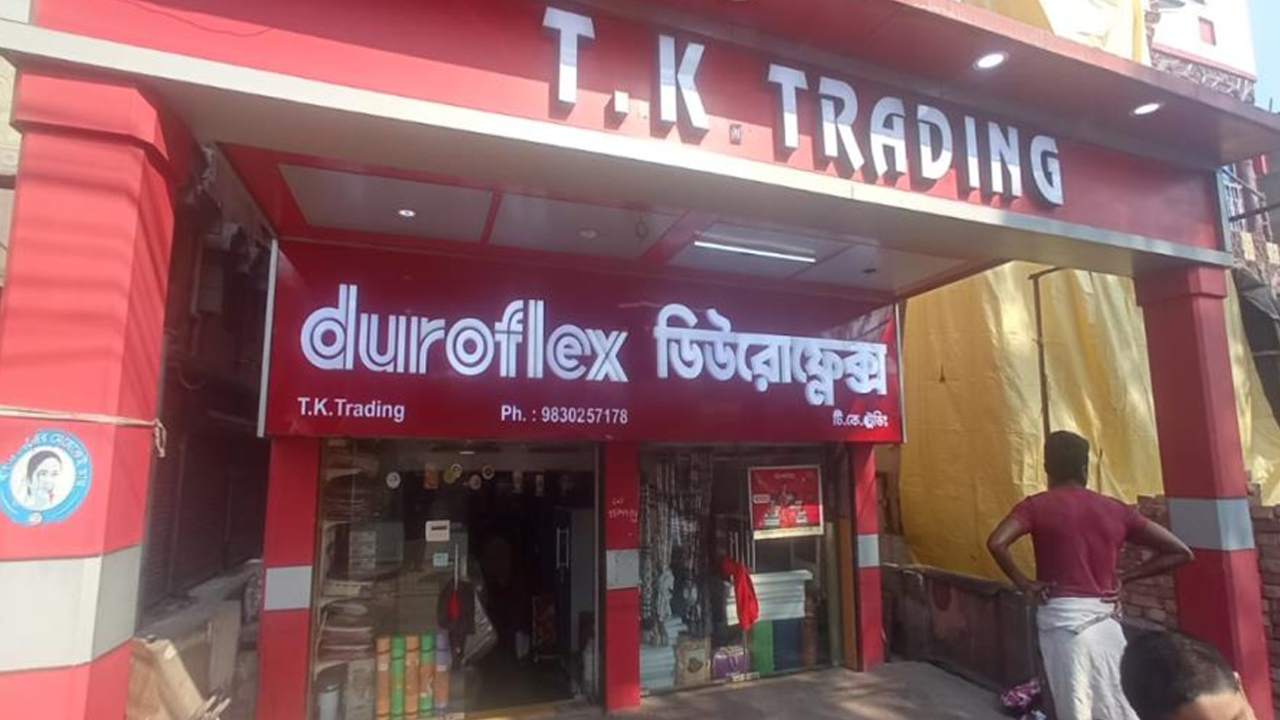 T.K. TRADING
duroflex ডিউরোফ্লেক্স
T.K.Trading Ph. : 9830257178 টি.কে.ট্রেডিং